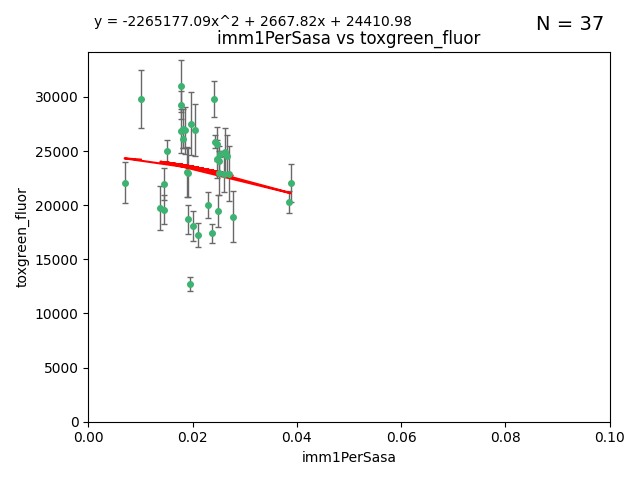 y = -2265177.09x^2 + 2667.82x + 24410.98
N = 37
imm1PerSasa vs toxgreen_fluor
30000
25000
20000
15000
10000
5000
0
toxgreen_fluor
0.00 0.02 0.04 0.06 0.08 0.10
imm1PerSasa